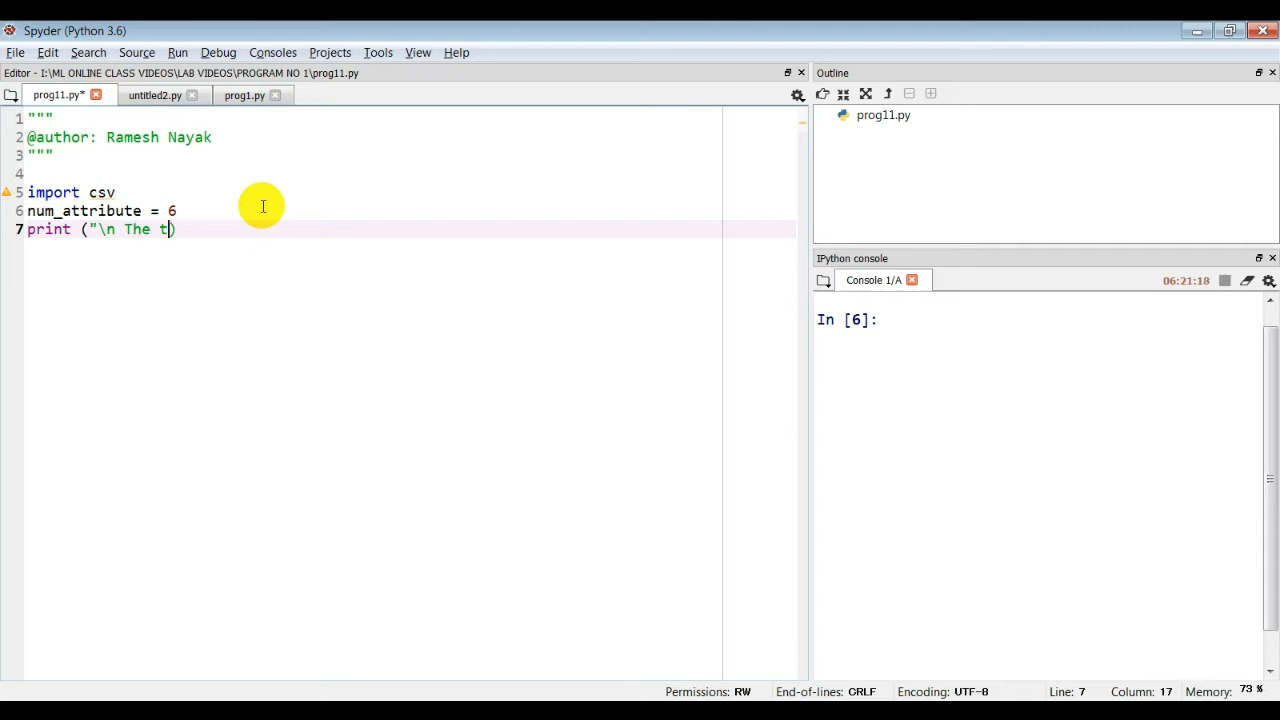 Spyder (Python 3.6)
File Edit Search Source Run Debug Consoles Projects Tools View Help
Editor - I:\ML ONLINE CLASS VIDEOS\LAB VIDEOS\PROGRAM NO 1\prog11.py
Outline
prog11.py* untitled2.py prog1.py
prog11.py
1 """
2 @author: Ramesh Nayak
3 """
4
5 import csv
6 num_attribute = 6
7 print ("\n The t)
IPython console
Console 1/A 06:21:18
In [6]:
Permissions: RW End-of-lines: CRLF Encoding: UTF-8 Line: 7 Column: 17 Memory: 73 %